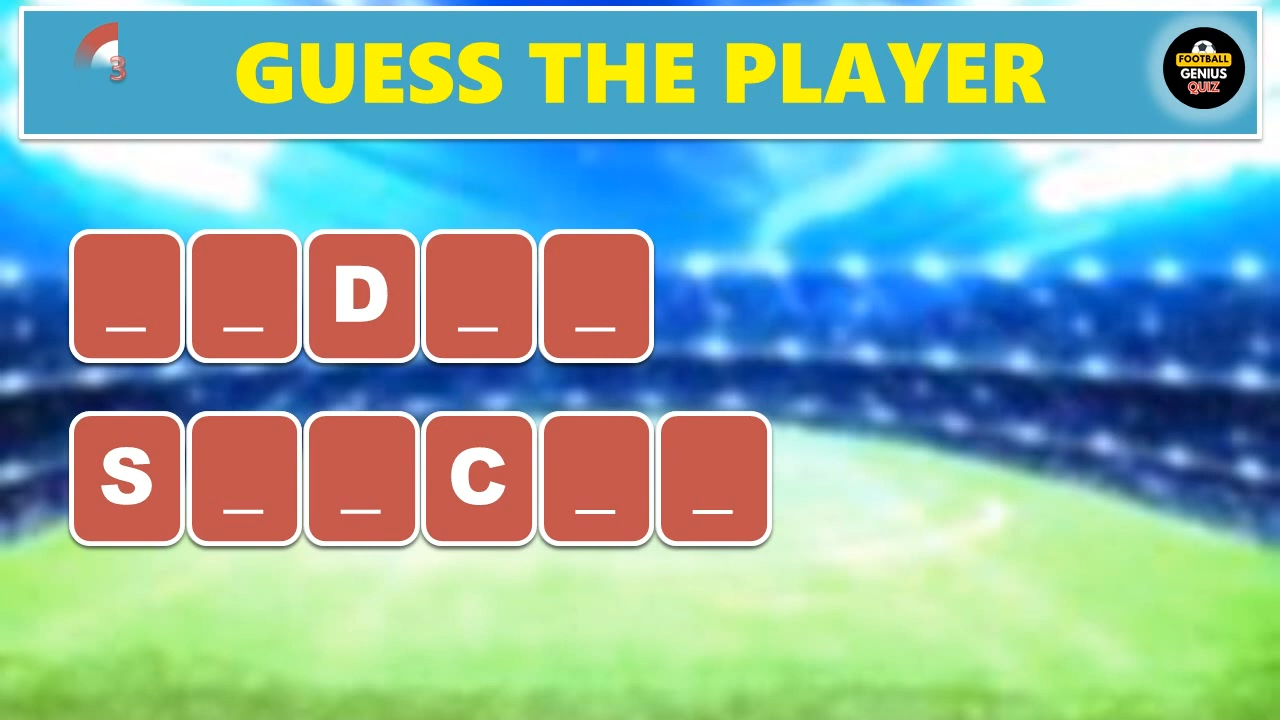 3
GUESS THE PLAYER
FOOTBALL
GENIUS
QUIZ
_ _ D _ _
S _ _ C _ _